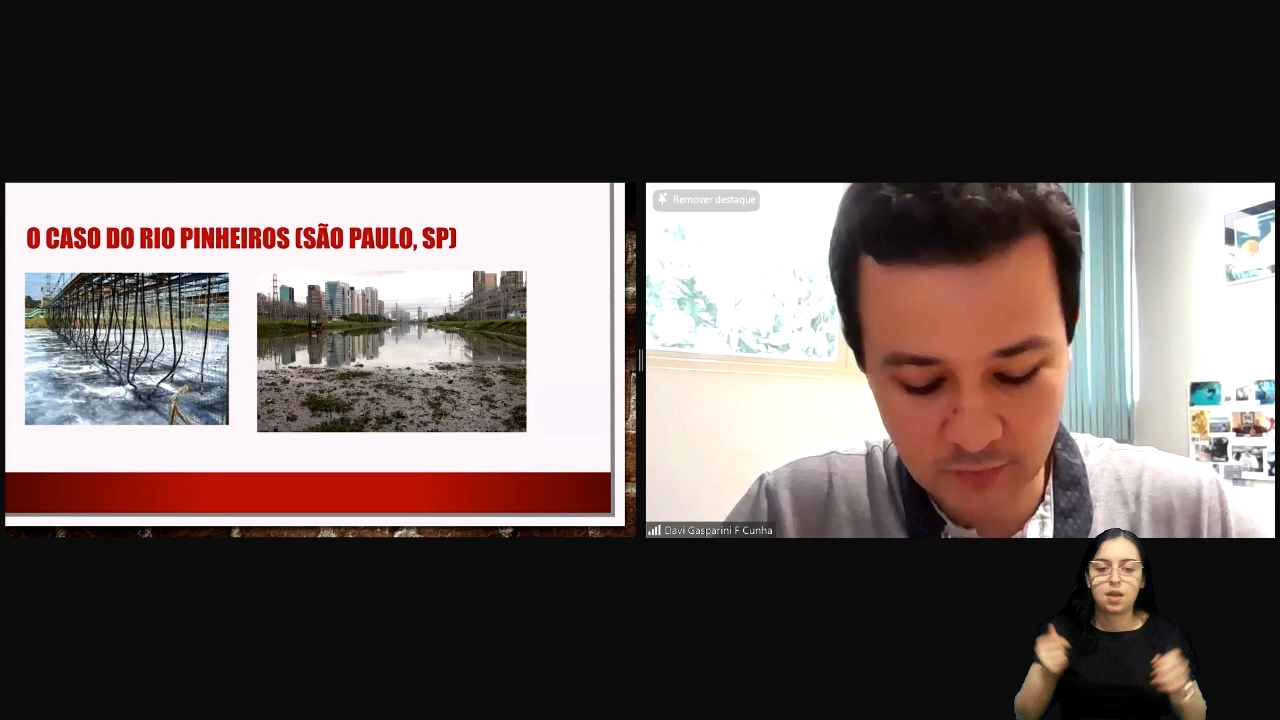 O CASO DO RIO PINHEIROS (SÃO PAULO, SP)
Remover destaque
Davi Gasparini F Cunha